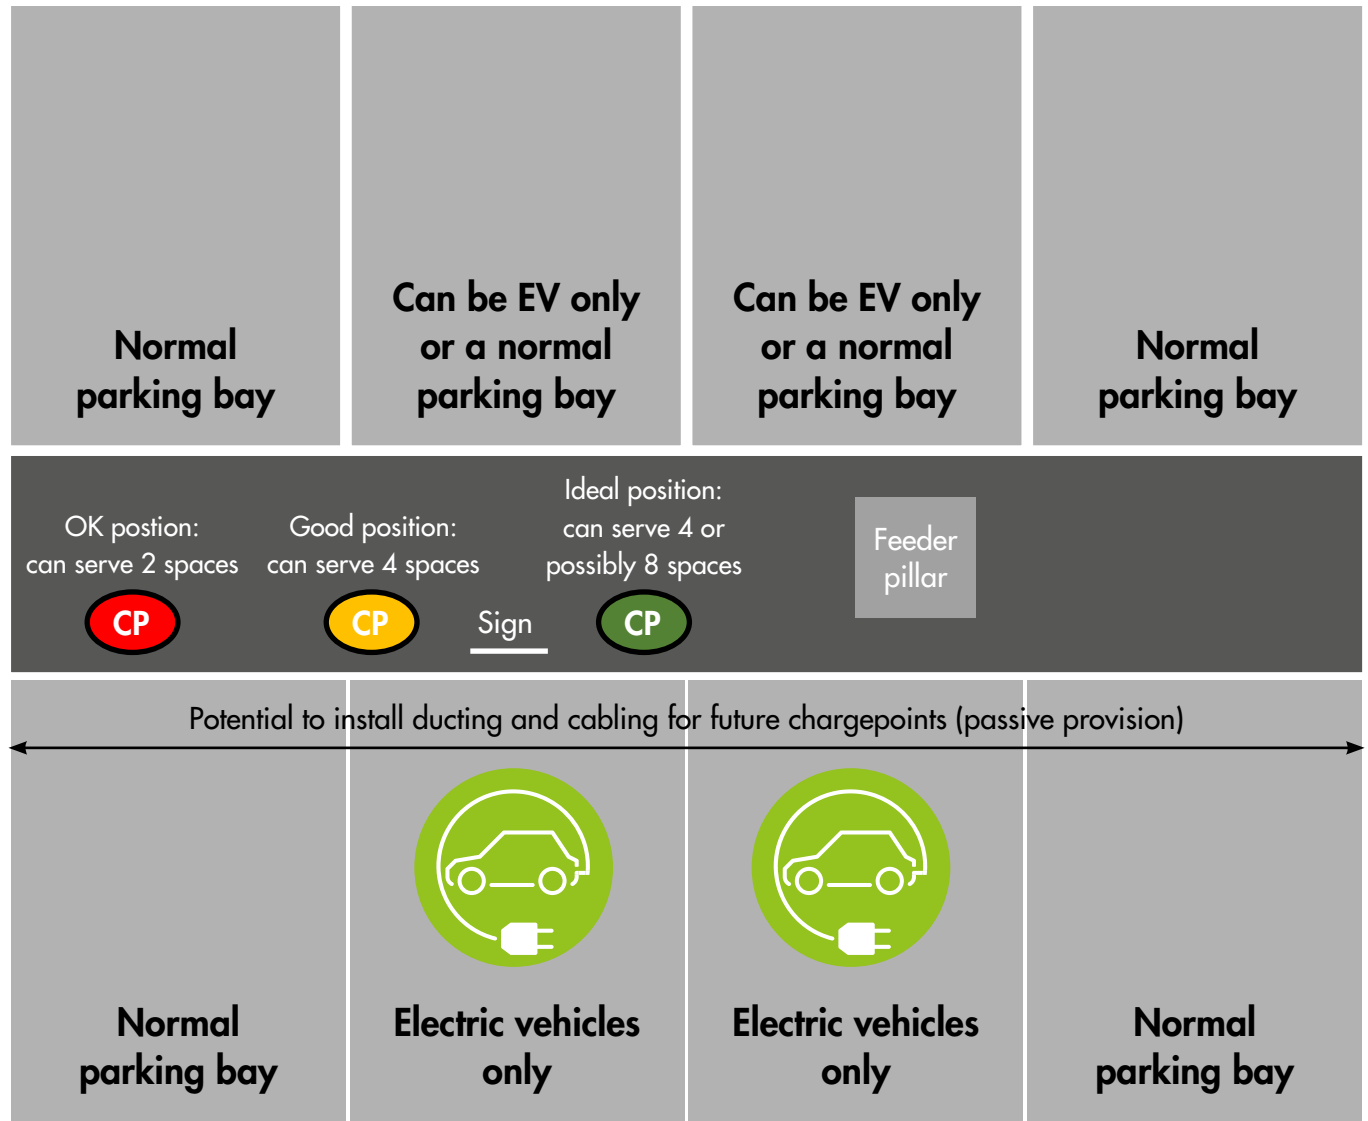 Normal
parking bay
Can be EV only
or a normal
parking bay
Can be EV only
or a normal
parking bay
Normal
parking bay
OK postion:
can serve 2 spaces
CP
Good position:
can serve 4 spaces
CP
Sign
Ideal position:
can serve 4 or
possibly 8 spaces
CP
Feeder
pillar
Potential to install ducting and cabling for future chargepoints (passive provision)
Normal
parking bay
Electric vehicles
only
Electric vehicles
only
Normal
parking bay